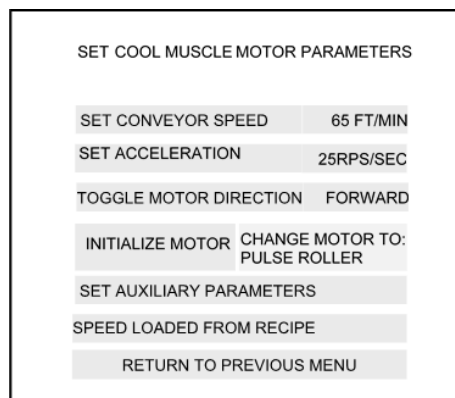 SET COOL MUSCLE MOTOR PARAMETERS
SET CONVEYOR SPEED 65 FT/MIN
SET ACCELERATION 25RPS/SEC
TOGGLE MOTOR DIRECTION FORWARD
INITIALIZE MOTOR CHANGE MOTOR TO:
PULSE ROLLER
SET AUXILIARY PARAMETERS
SPEED LOADED FROM RECIPE
RETURN TO PREVIOUS MENU